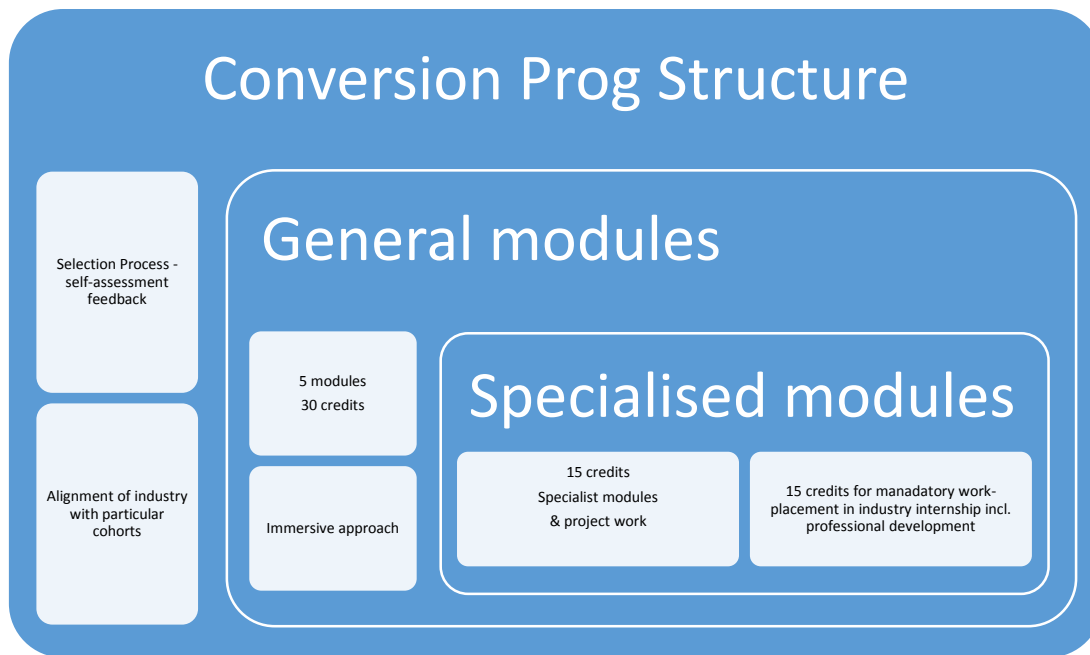 Conversion Prog Structure
Selection Process -
self-assessment
feedback
Alignment of industry
with particular
cohorts
General modules
5 modules
30 credits
Immersive approach
Specialised modules
15 credits
Specialist modules
& project work
15 credits for manadatory work-
placement in industry internship incl.
professional development